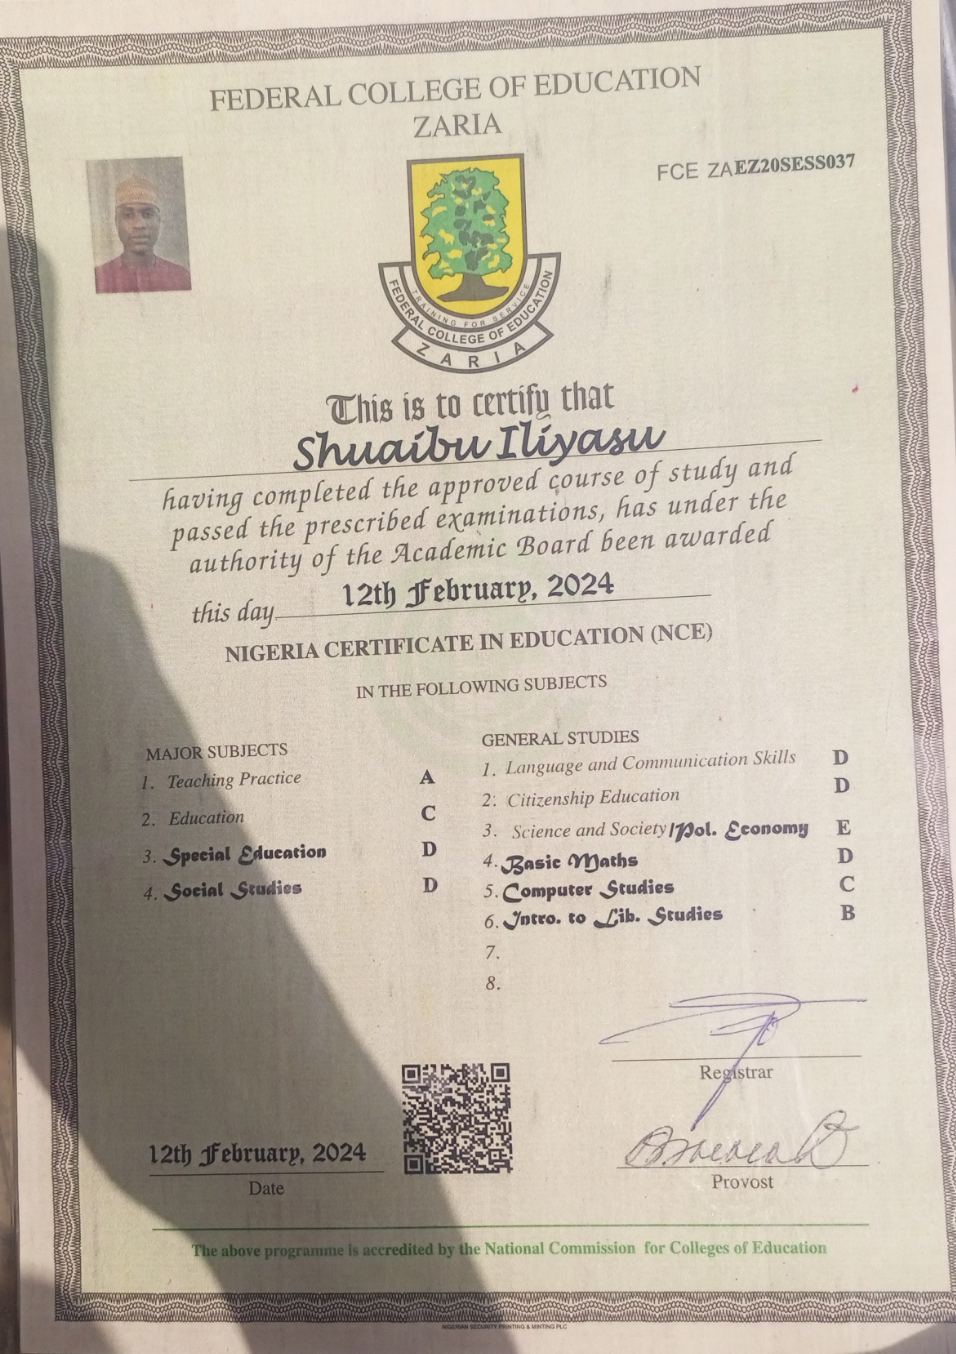 FEDERAL COLLEGE OF EDUCATION
ZARIA
FCE ZAEZ20SESS037
TRAINING FOR SERVICE
FEDERAL COLLEGE OF EDUCATION
ZARIA
This is to certify that
Shuaibu Iliyasu
having completed the approved course of study and
passed the prescribed examinations, has under the
authority of the Academic Board been awarded
this day 12th February, 2024
NIGERIA CERTIFICATE IN EDUCATION (NCE)
IN THE FOLLOWING SUBJECTS
MAJOR SUBJECTS
1. Teaching Practice A
2. Education C
3. Special Education D
4. Social Studies D
GENERAL STUDIES
1. Language and Communication Skills D
2. Citizenship Education D
3. Science and Society/Pol. Economy E
4. Basic Maths D
5. Computer Studies C
6. Intro. to Lib. Studies B
7.
8.
Registrar
12th February, 2024
Date
Provost
The above programme is accredited by the National Commission for Colleges of Education
NIGERIAN SECURITY PRINTING & MINTING PLC